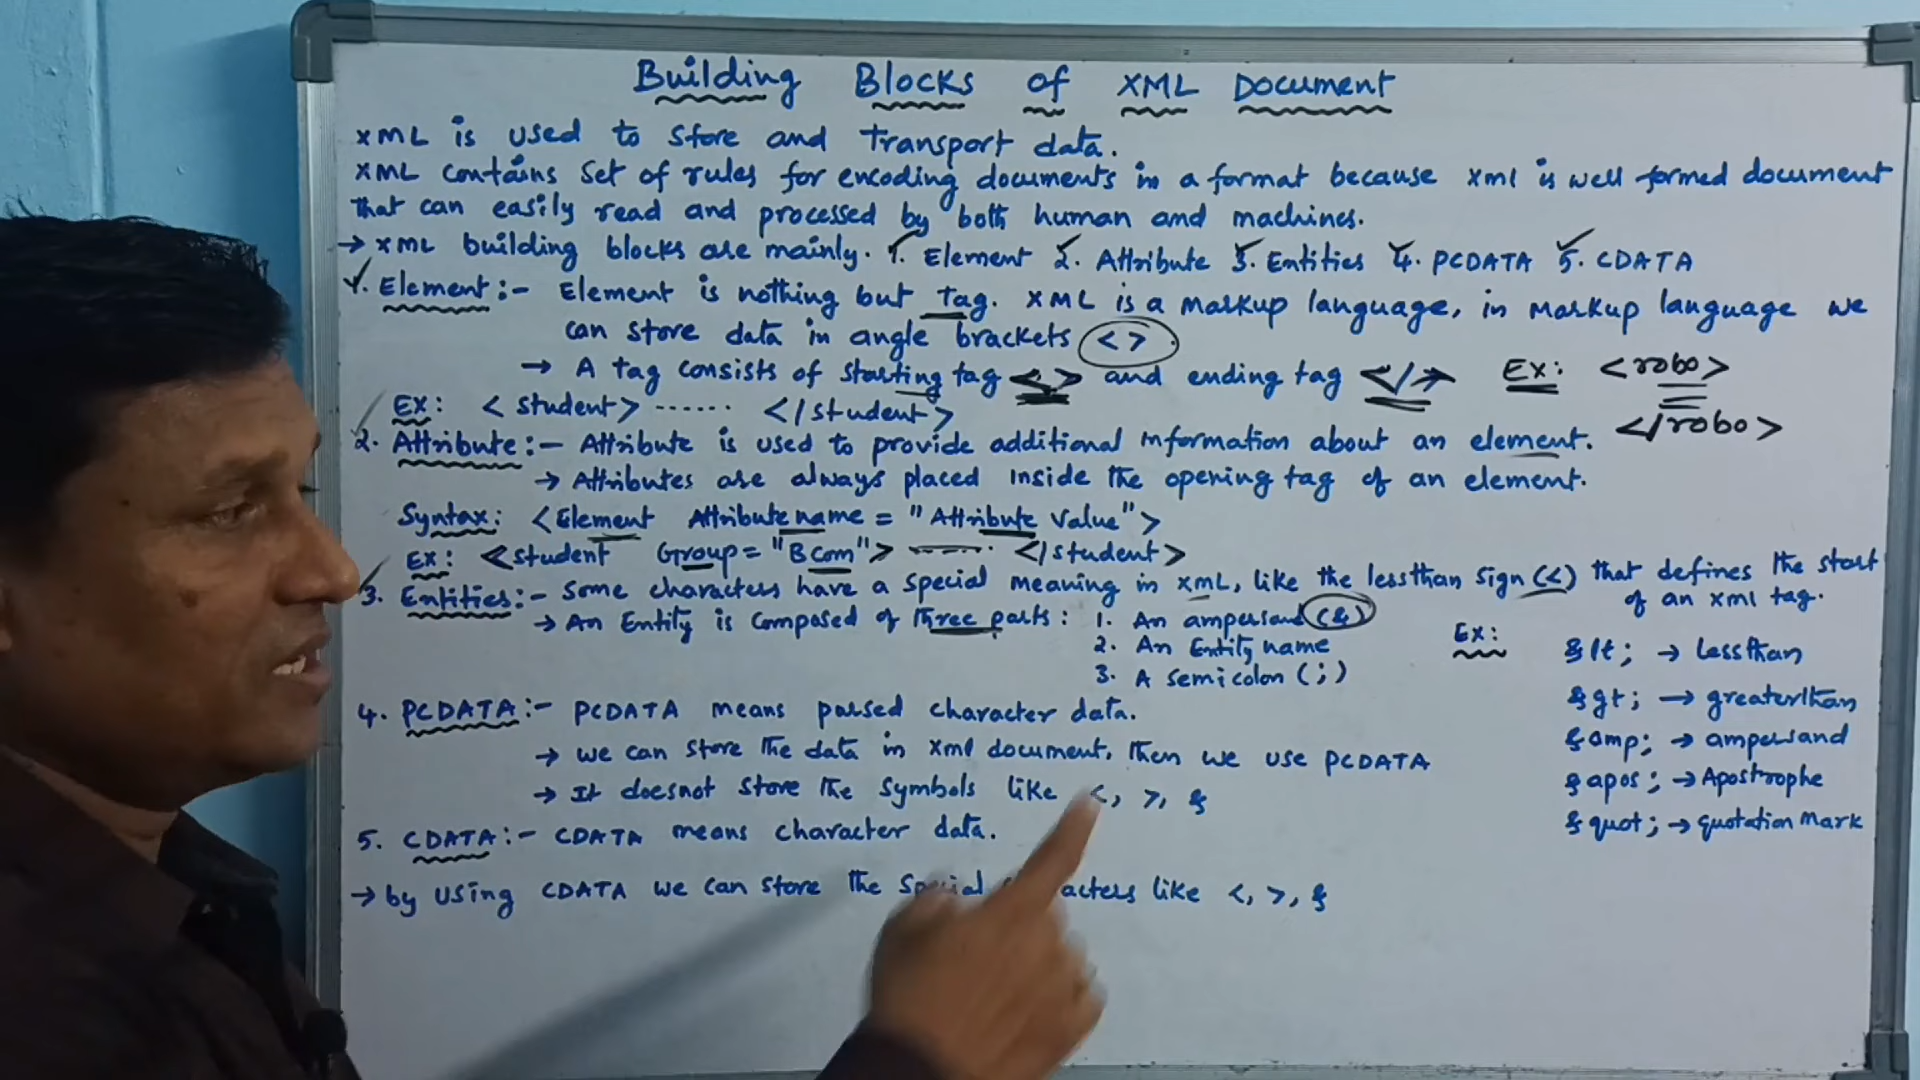 Building Blocks of XML Document
XML is used to store and transport data.
XML contains set of rules for encoding documents in a format because xml is well formed document
that can easily read and processed by both human and machines.
→ XML building blocks are mainly. 1. Element 2. Attribute 3. Entities 4. PCDATA 5. CDATA
1. Element :- Element is nothing but tag. XML is a markup language, in markup language we
can store data in angle brackets < >
→ A tag consists of starting tag < > and ending tag </> Ex: <robo>
</robo>
Ex: <student> ...... </student>
2. Attribute :- Attribute is used to provide additional information about an element.
→ Attributes are always placed inside the opening tag of an element.
Syntax: <Element Attribute name = "Attribute Value">
Ex: <student Group= "BCom"> ------ </student>
3. Entities :- Some characters have a special meaning in XML, like the lessthan sign (<) that defines the start
of an xml tag.
→ An Entity is composed of three parts : 1. An ampersand (&)
2. An Entity name
3. A semicolon (;)
Ex: &lt; → lessthan
&gt; → greaterthan
&amp; → ampersand
&apos; → Apostrophe
&quot; → quotation mark
4. PCDATA :- PCDATA means parsed character data.
→ we can store the data in xml document, then we use PCDATA
→ It doesnot store the symbols like <, >, &
5. CDATA :- CDATA means character data.
→ by using CDATA we can store the like <, >, &